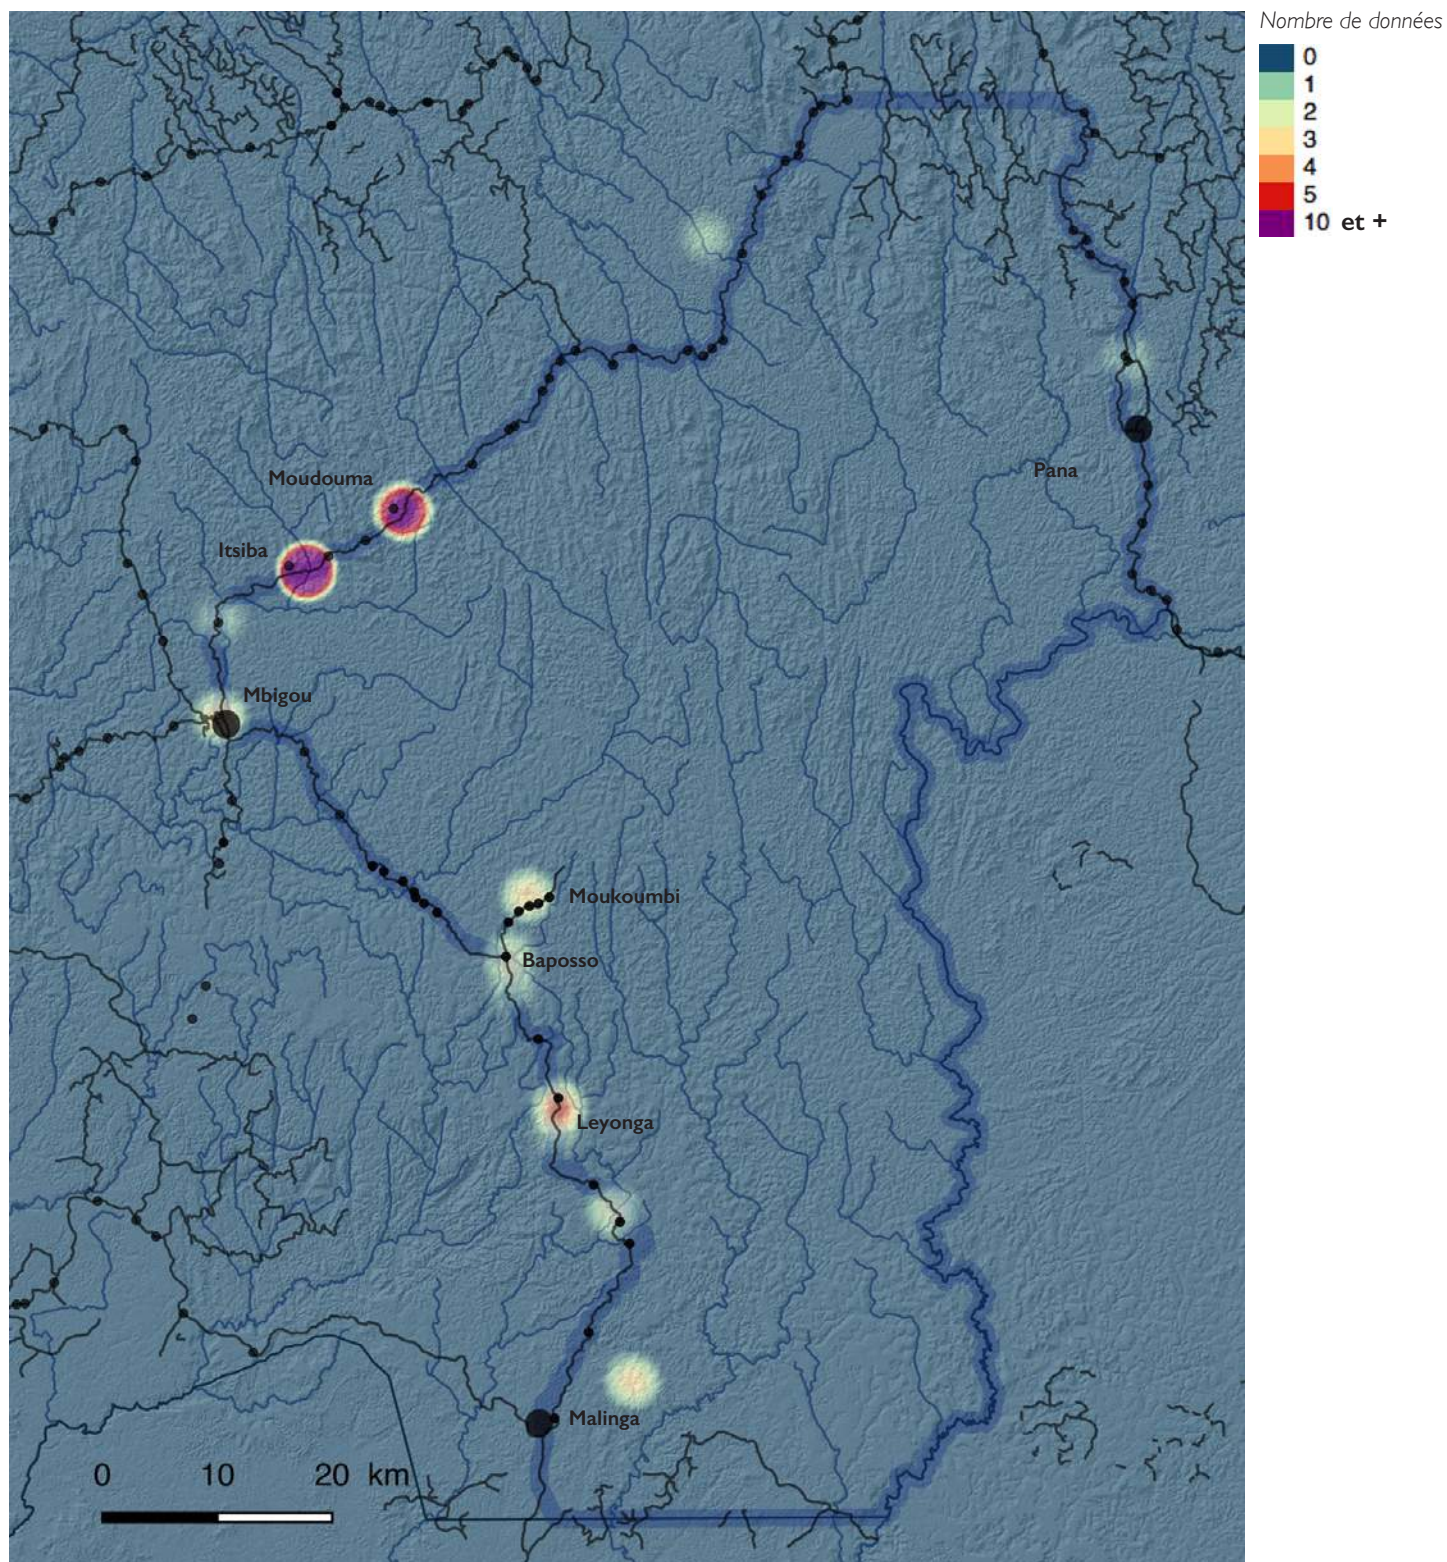 Nombre de données
0
1
2
3
4
5
10 et +
Moudouma
Pana
Itsiba
Mbigou
Moukoumbi
Baposso
Leyonga
Malinga
0 10 20 km